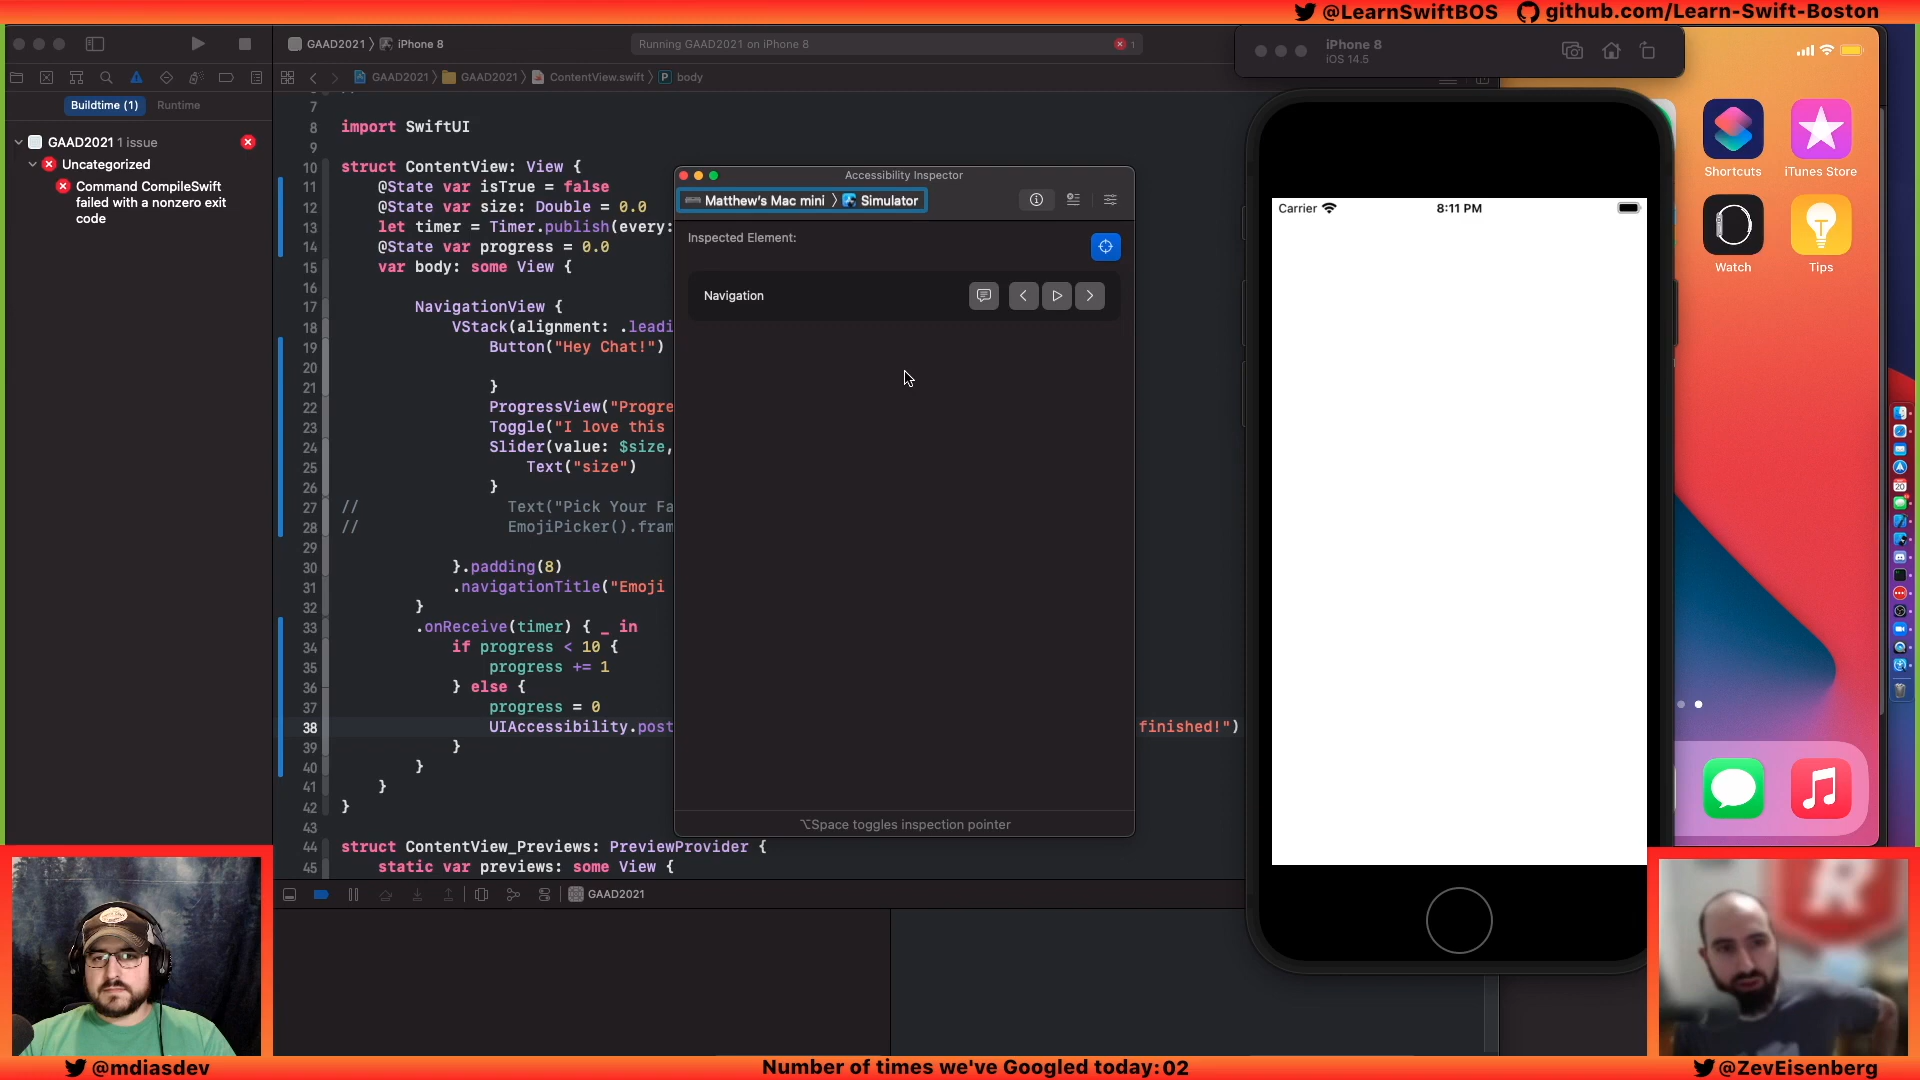 @LearnSwiftBOS github.com/Learn-Swift-Boston
GAAD2021 〉 iPhone 8
Running GAAD2021 on iPhone 8
1
iPhone 8
iOS 14.5
GAAD2021 〉 GAAD2021 〉 ContentView.swift 〉 P body
Buildtime (1) Runtime
GAAD2021 1 issue
Uncategorized
Command CompileSwift
failed with a nonzero exit
code
7
8 import SwiftUI
9
10 struct ContentView: View {
11 @State var isTrue = false
12 @State var size: Double = 0.0
13 let timer = Timer.publish(every:
14 @State var progress = 0.0
15 var body: some View {
16
17 NavigationView {
18 VStack(alignment: .leadi
19 Button("Hey Chat!")
20
21 }
22 ProgressView("Progre
23 Toggle("I love this
24 Slider(value: $size,
25 Text("size")
26 }
27 // Text("Pick Your Fa
28 // EmojiPicker().fram
29
30 }.padding(8)
31 .navigationTitle("Emoji
32 }
33 .onReceive(timer) { _ in
34 if progress < 10 {
35 progress += 1
36 } else {
37 progress = 0
38 UIAccessibility.post finished!")
39 }
40 }
41 }
42 }
43
44 struct ContentView_Previews: PreviewProvider {
45 static var previews: some View {
GAAD2021
Accessibility Inspector
Matthew's Mac mini 〉 Simulator
Inspected Element:
Navigation
⌥Space toggles inspection pointer
Carrier 8:11 PM
Shortcuts iTunes Store
Watch Tips
20
@mdiasdev
Number of times we've Googled today: 02
@ZevEisenberg